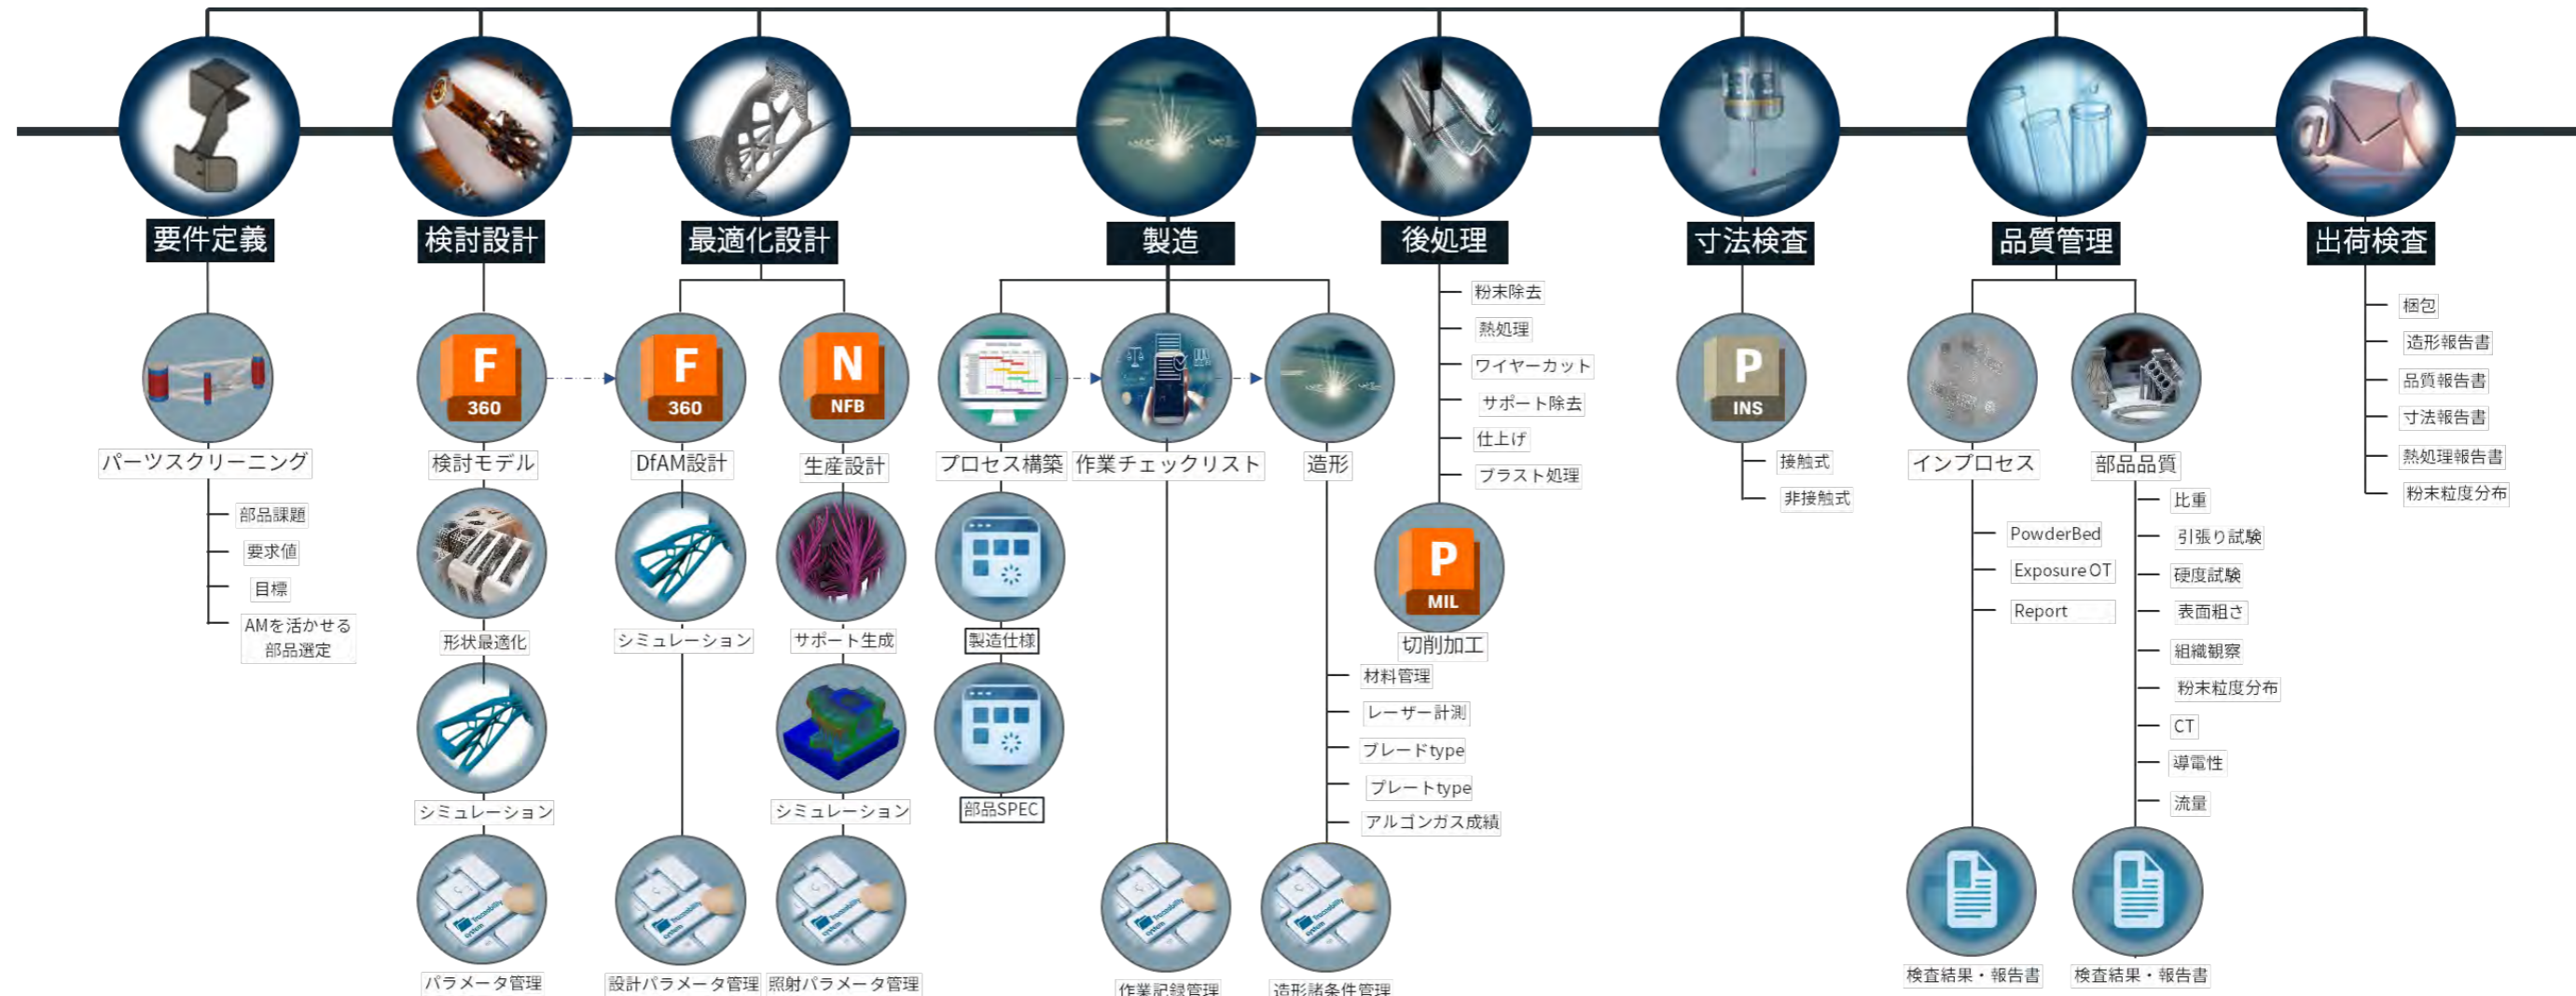 要件定義
検討設計
最適化設計
製造
後処理
寸法検査
品質管理
出荷検査
パーツスクリーニング
部品課題
要求値
目標
AMを活かせる
部品選定
F
360
検討モデル
形状最適化
シミュレーション
Traceability
system
パラメータ管理
F
360
DfAM設計
シミュレーション
Traceability
system
設計パラメータ管理
N
NFB
生産設計
サポート生成
シミュレーション
Traceability
system
照射パラメータ管理
プロセス構築
製造仕様
部品SPEC
作業チェックリスト
Traceability
system
作業記録管理
造形
材料管理
レーザー計測
ブレードtype
プレートtype
アルゴンガス成績
Traceability
system
造形諸条件管理
粉末除去
熱処理
ワイヤーカット
サポート除去
仕上げ
ブラスト処理
P
MIL
切削加工
P
INS
接触式
非接触式
インプロセス
PowderBed
Exposure OT
Report
検査結果・報告書
部品品質
比重
引張り試験
硬度試験
表面粗さ
組織観察
粉末粒度分布
CT
導電性
流量
検査結果・報告書
@
梱包
造形報告書
品質報告書
寸法報告書
熱処理報告書
粉末粒度分布